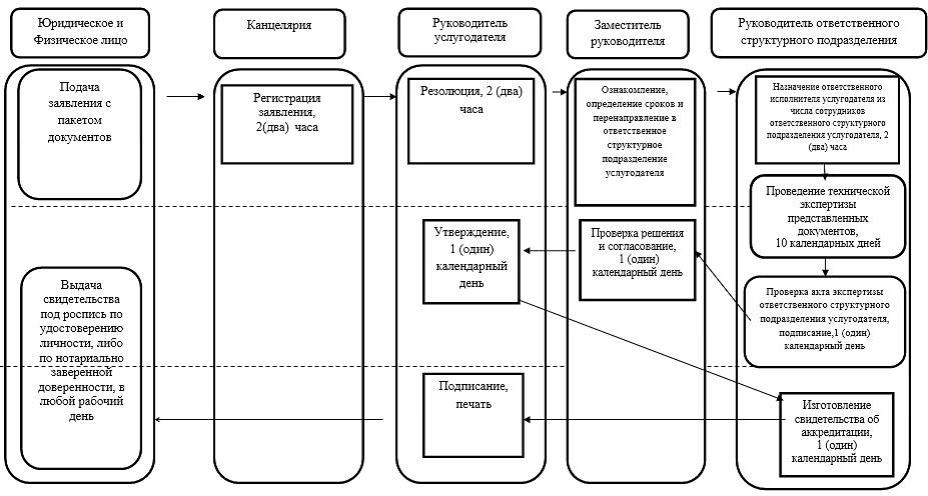 Юридическое и
Физическое лицо
Канцелярия
Руководитель
услугодателя
Заместитель
руководителя
Руководитель ответственного
структурного подразделения
Подача
заявления с
пакетом
документов
Регистрация
заявления,
2(два) часа
Резолюция, 2 (два)
часа
Ознакомление,
определение сроков и
перенаправление в
ответственное
структурное
подразделение
услугодателя
Назначение ответственного
исполнителя услугодателя из
числа сотрудников
ответственного структурного
подразделения услугодателя, 2
(два) часа
Проведение технической
экспертизы
представленных
документов,
10 календарных дней
Утверждение,
1 (один)
календарный
день
Проверка решения
и согласование,
1 (один)
календарный день
Проверка акта экспертизы
ответственного структурного
подразделения услугодателя,
подписание,1 (один)
календарный день
Выдача
свидетельства
под роспись по
удостоверению
личности, либо
по нотариально
заверенной
доверенности, в
любой рабочий
день
Подписание,
печать
Изготовление
свидетельства об
аккредитации,
1 (один)
календарный день